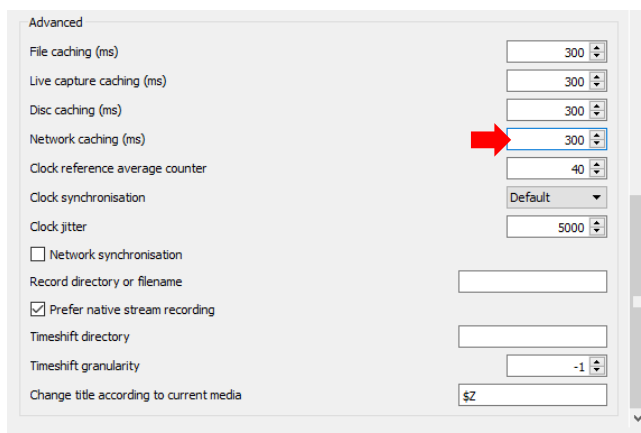 Advanced
File caching (ms) 300
Live capture caching (ms) 300
Disc caching (ms) 300
Network caching (ms) 300
Clock reference average counter 40
Clock synchronisation Default
Clock jitter 5000
Network synchronisation
Record directory or filename
Prefer native stream recording
Timeshift directory
Timeshift granularity -1
Change title according to current media $Z